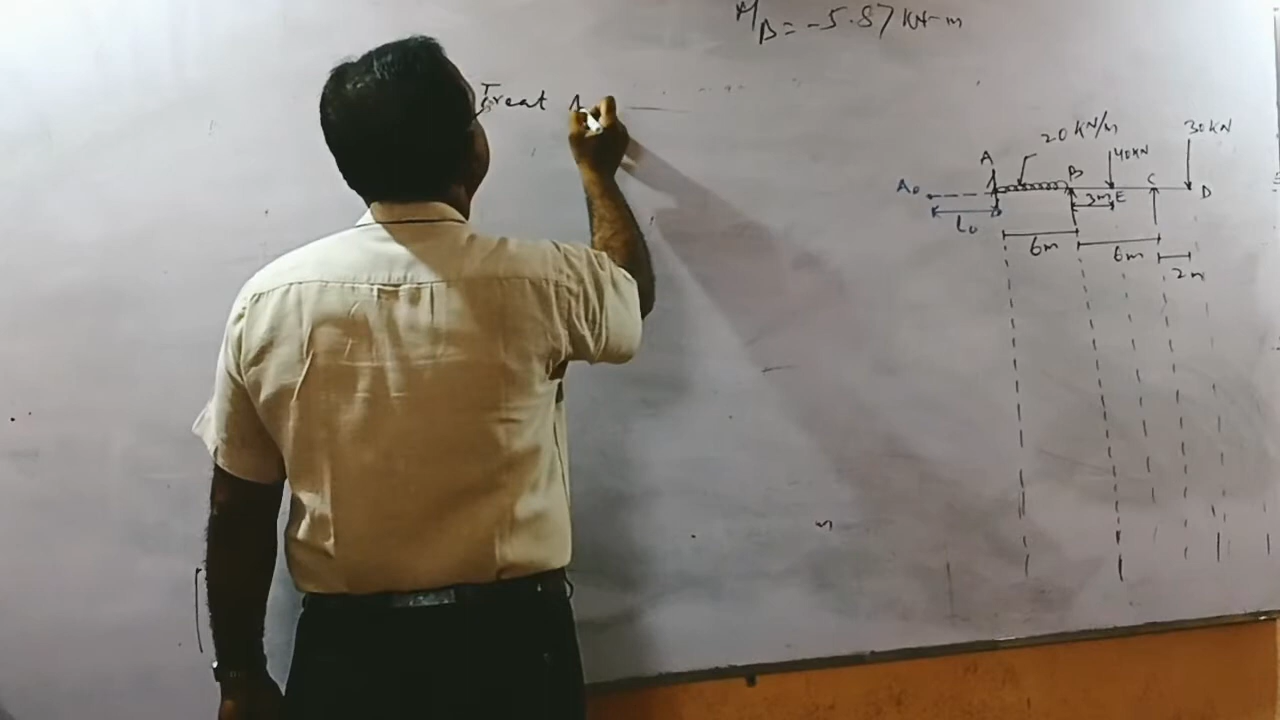 M_B = -5.87 KN-m
Treat A
20 KN/m
30KN
A
40KN
A₀
B
C
3m
E
D
L₀
6m
6m
2m